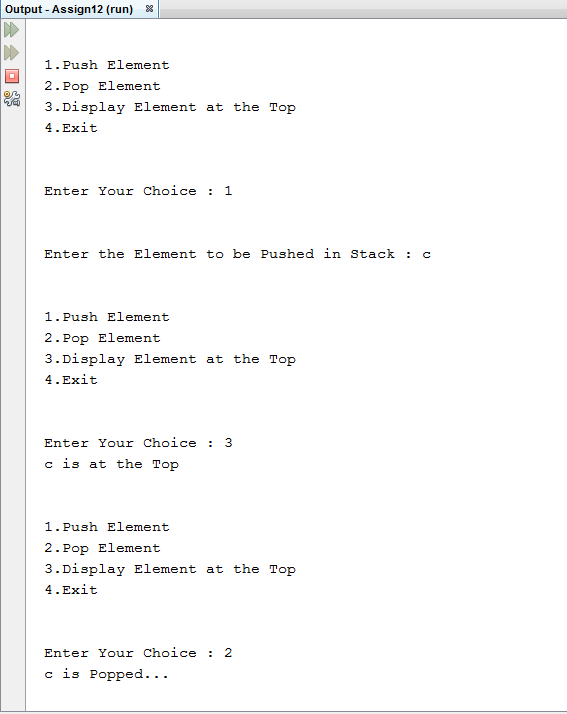 Output - Assign12 (run)
1.Push Element
2.Pop Element
3.Display Element at the Top
4.Exit
Enter Your Choice : 1
Enter the Element to be Pushed in Stack : c
1.Push Element
2.Pop Element
3.Display Element at the Top
4.Exit
Enter Your Choice : 3
c is at the Top
1.Push Element
2.Pop Element
3.Display Element at the Top
4.Exit
Enter Your Choice : 2
c is Popped...